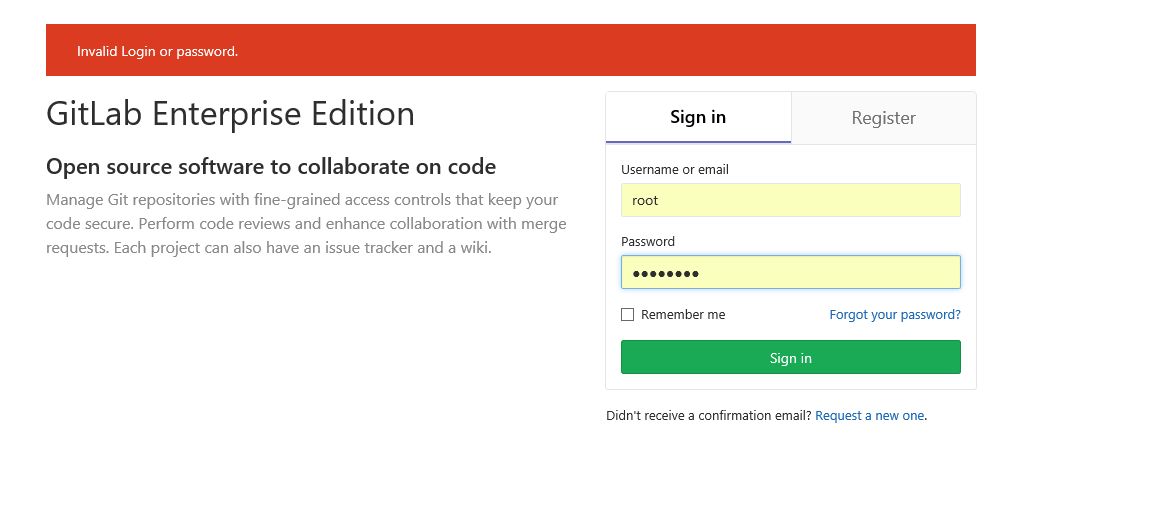 Invalid Login or password.
GitLab Enterprise Edition
Open source software to collaborate on code
Manage Git repositories with fine-grained access controls that keep your
code secure. Perform code reviews and enhance collaboration with merge
requests. Each project can also have an issue tracker and a wiki.
Sign in
Register
Username or email
root
Password
••••••••
Remember me
Forgot your password?
Sign in
Didn't receive a confirmation email? Request a new one.